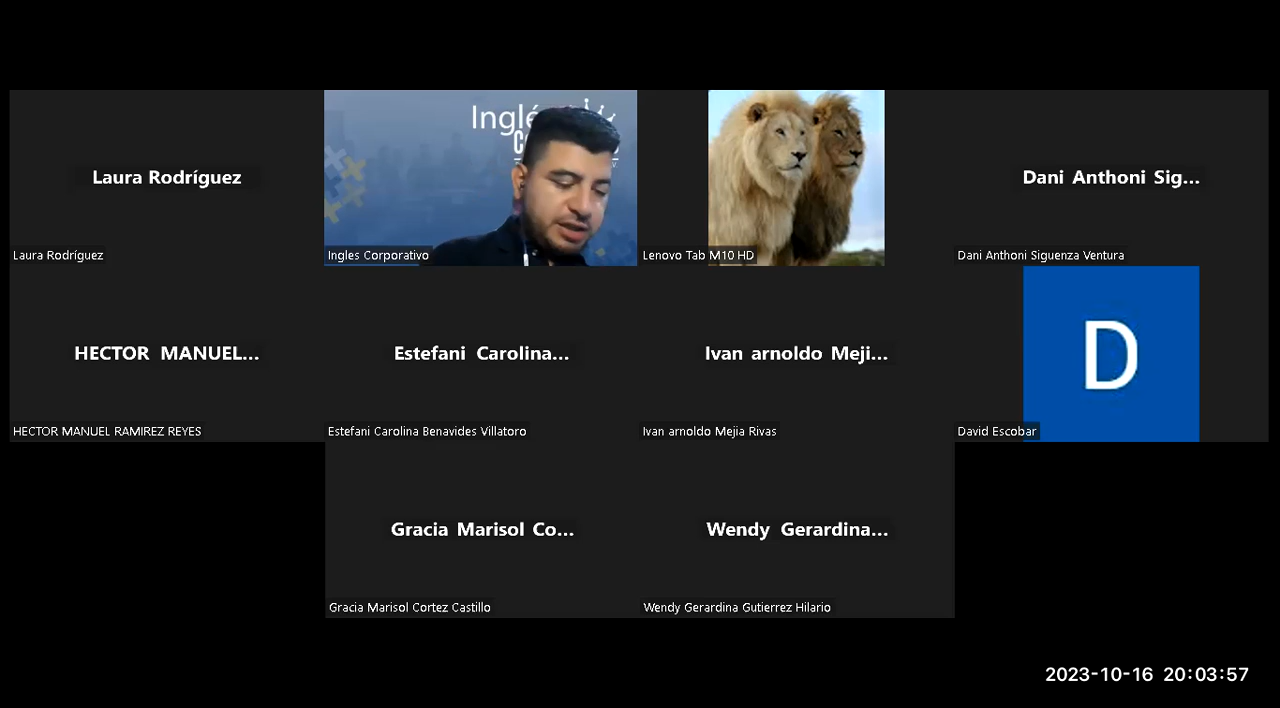 Laura Rodríguez
Dani Anthoni Sig...
Laura Rodríguez
Ingles Corporativo
Lenovo Tab M10 HD
Dani Anthoni Siguenza Ventura
HECTOR MANUEL...
Estefani Carolina...
Ivan arnoldo Meji...
D
HECTOR MANUEL RAMIREZ REYES
Estefani Carolina Benavides Villatoro
Ivan arnoldo Mejia Rivas
David Escobar
Gracia Marisol Co...
Wendy Gerardina...
Gracia Marisol Cortez Castillo
Wendy Gerardina Gutierrez Hilario
2023-10-16 20:03:57